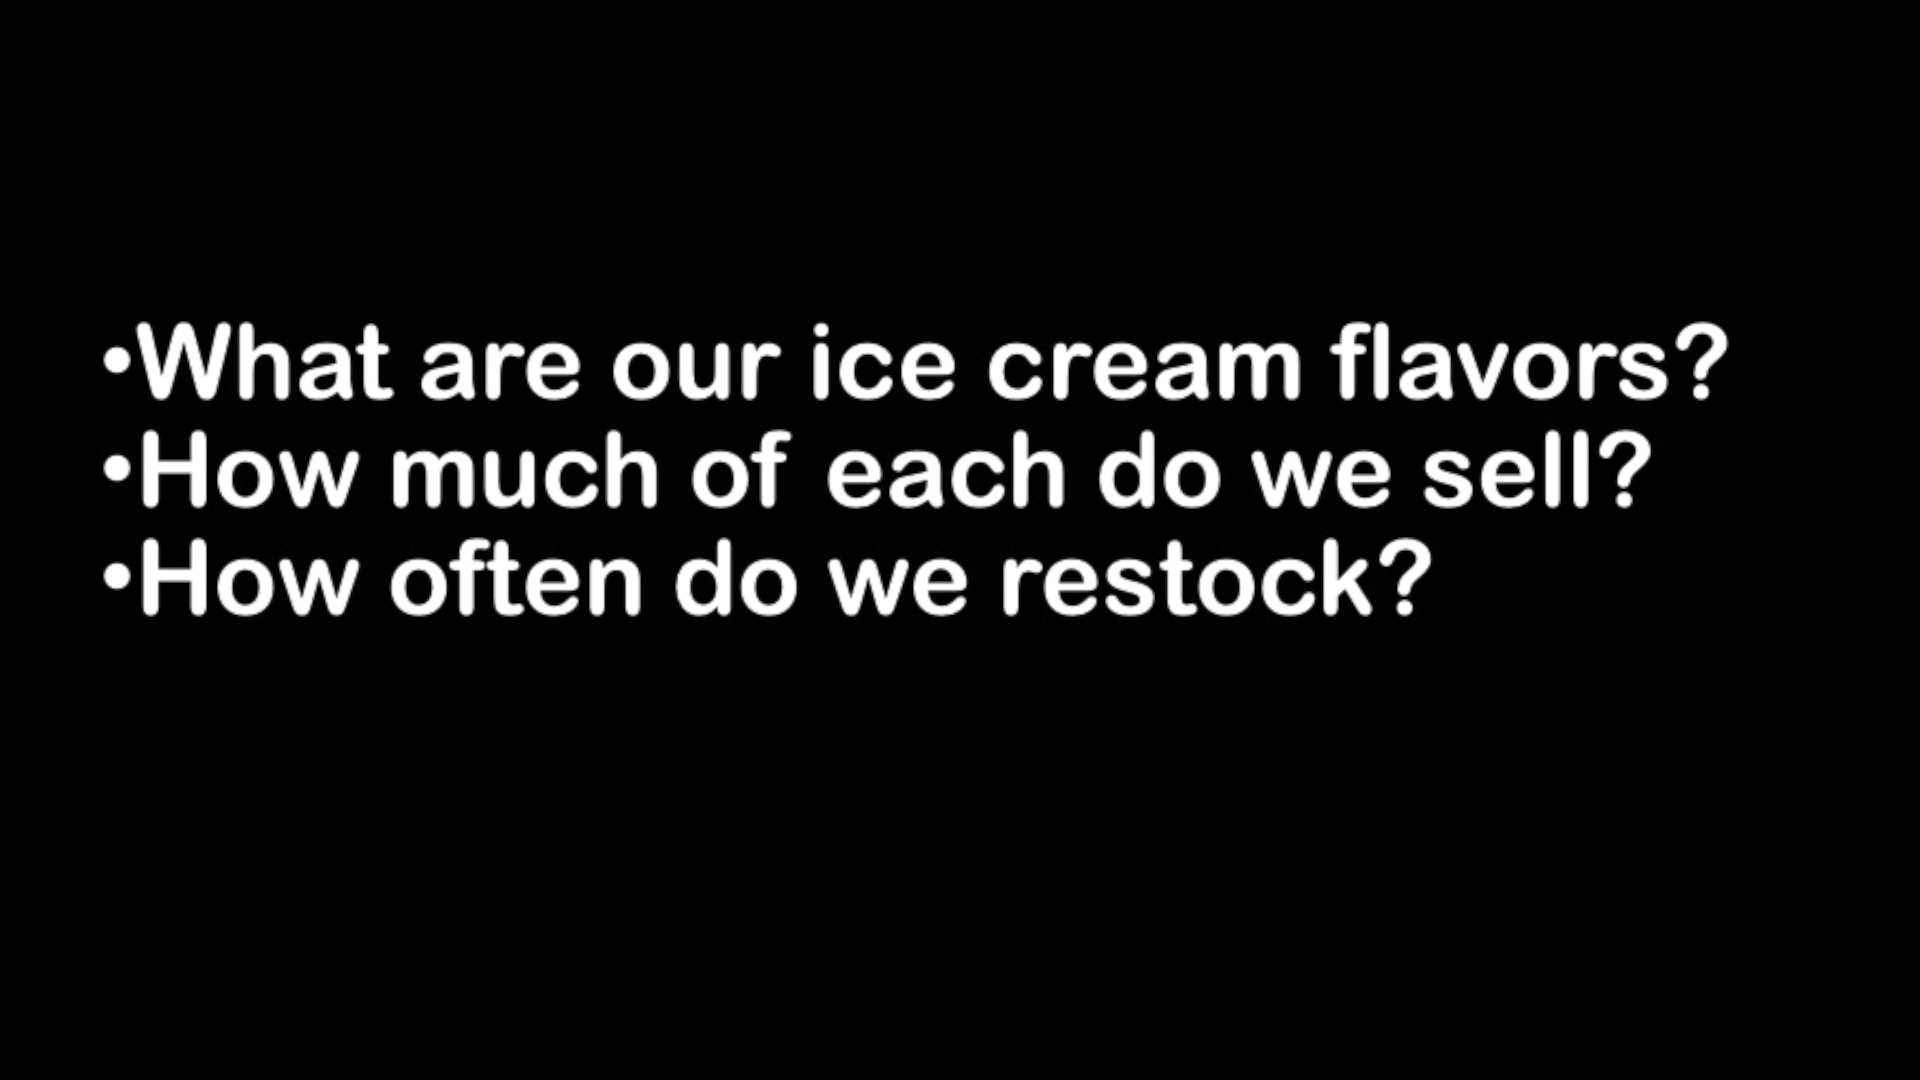 •What are our ice cream flavors?
•How much of each do we sell?
•How often do we restock?